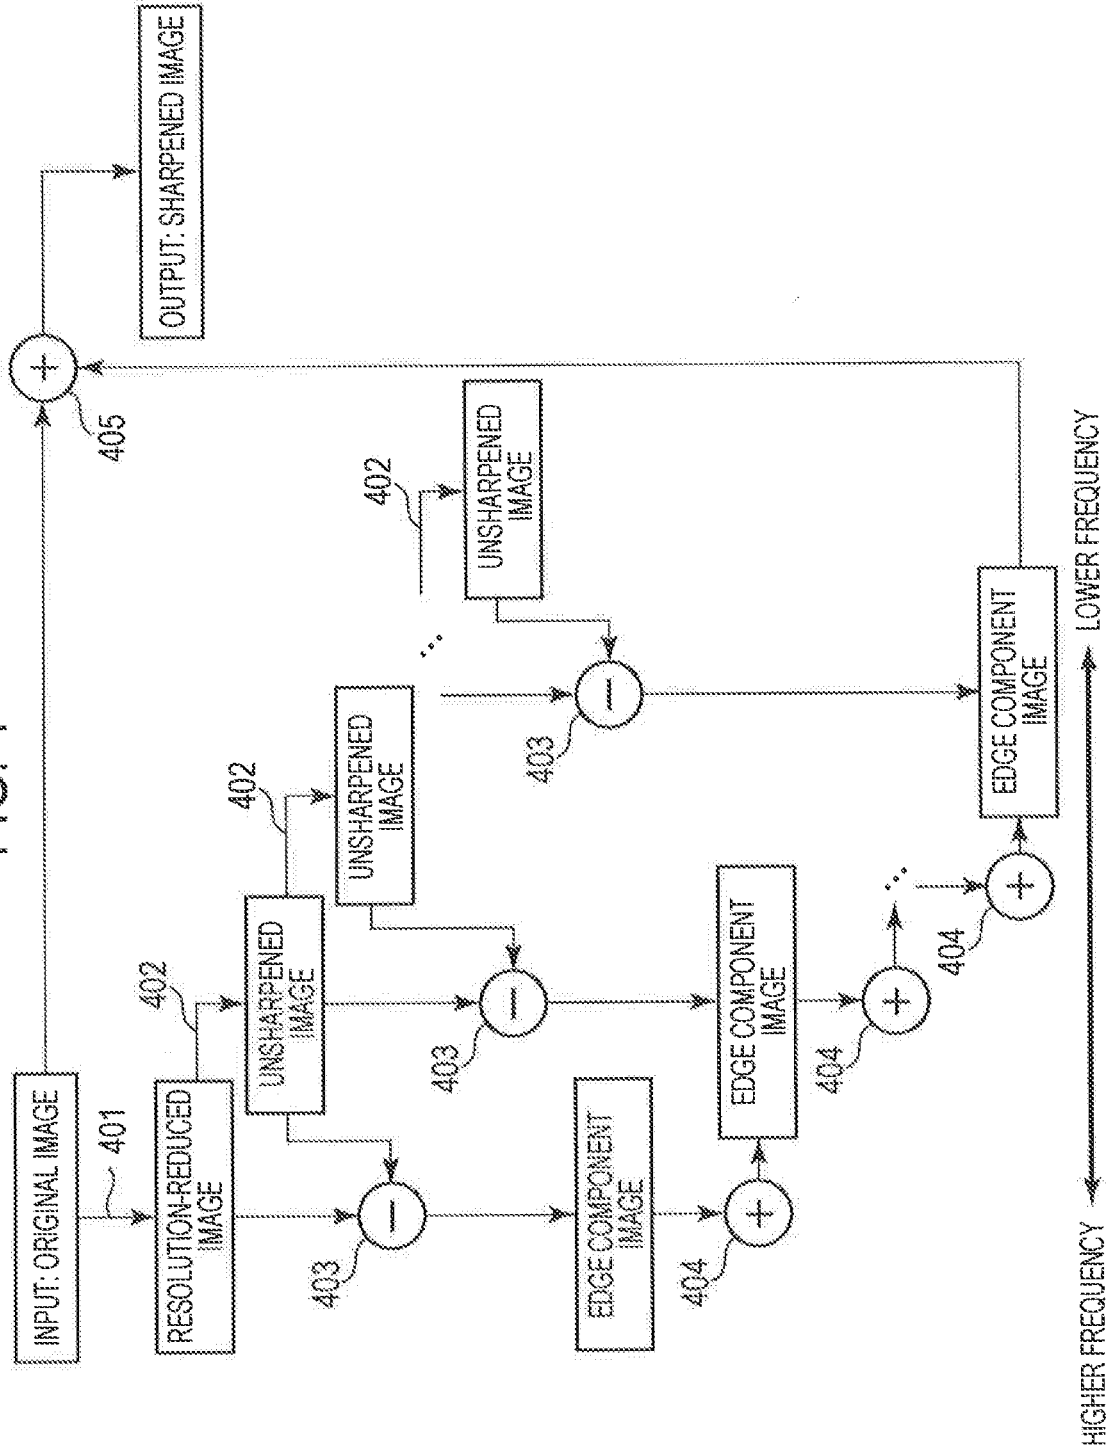 INPUT: ORIGINAL IMAGE
401
RESOLUTION-REDUCED
IMAGE
402
UNSHARPENED
IMAGE
402
UNSHARPENED
IMAGE
402
UNSHARPENED
IMAGE
405
OUTPUT: SHARPENED IMAGE
403
403
403
EDGE COMPONENT
IMAGE
404
EDGE COMPONENT
IMAGE
404
404
EDGE COMPONENT
IMAGE
HIGHER FREQUENCY
LOWER FREQUENCY